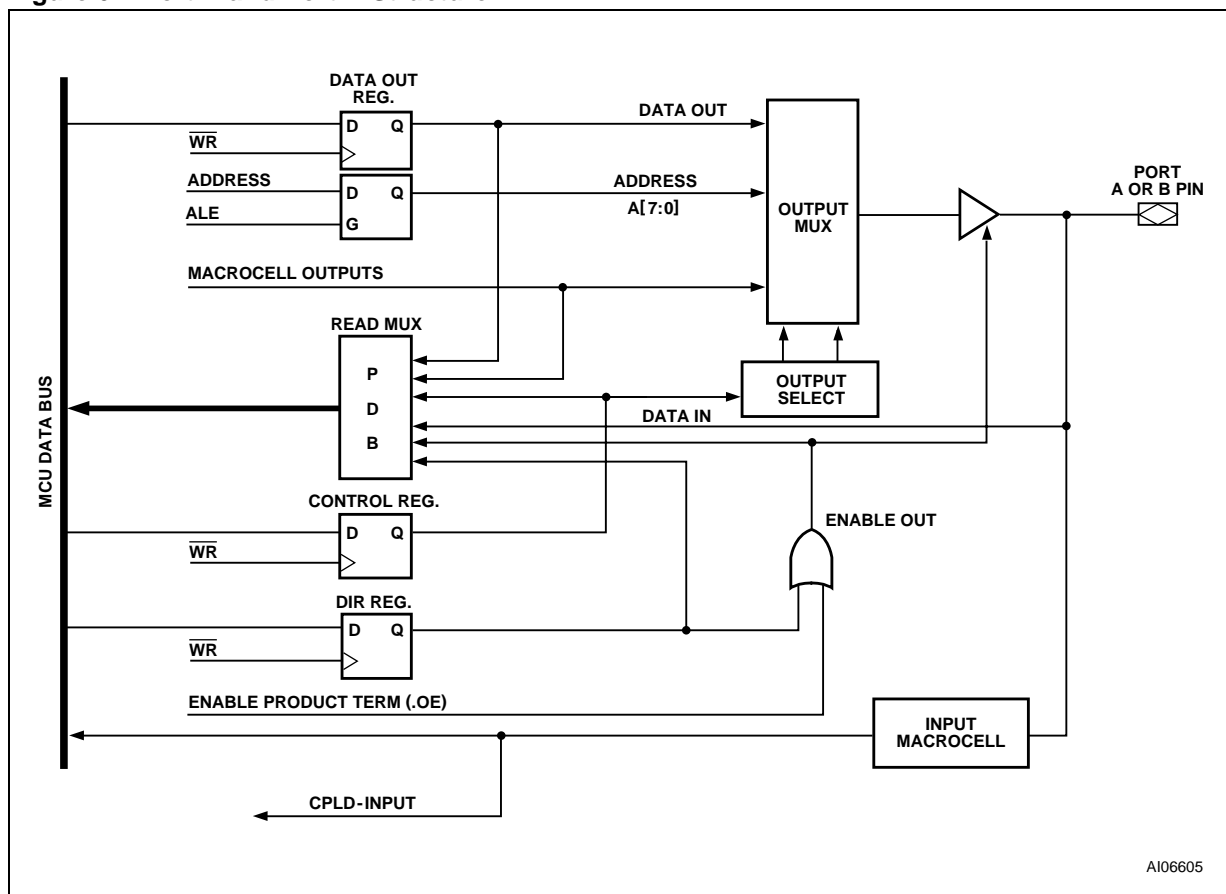 DATA OUT
REG.
D Q
WR
DATA OUT
ADDRESS
ALE
D Q
G
ADDRESS
A[7:0]
OUTPUT
MUX
PORT
A OR B PIN
MACROCELL OUTPUTS
READ MUX
P
D
B
OUTPUT
SELECT
DATA IN
MCU DATA BUS
CONTROL REG.
D Q
WR
ENABLE OUT
DIR REG.
D Q
WR
ENABLE PRODUCT TERM (.OE)
INPUT
MACROCELL
CPLD-INPUT
AI06605